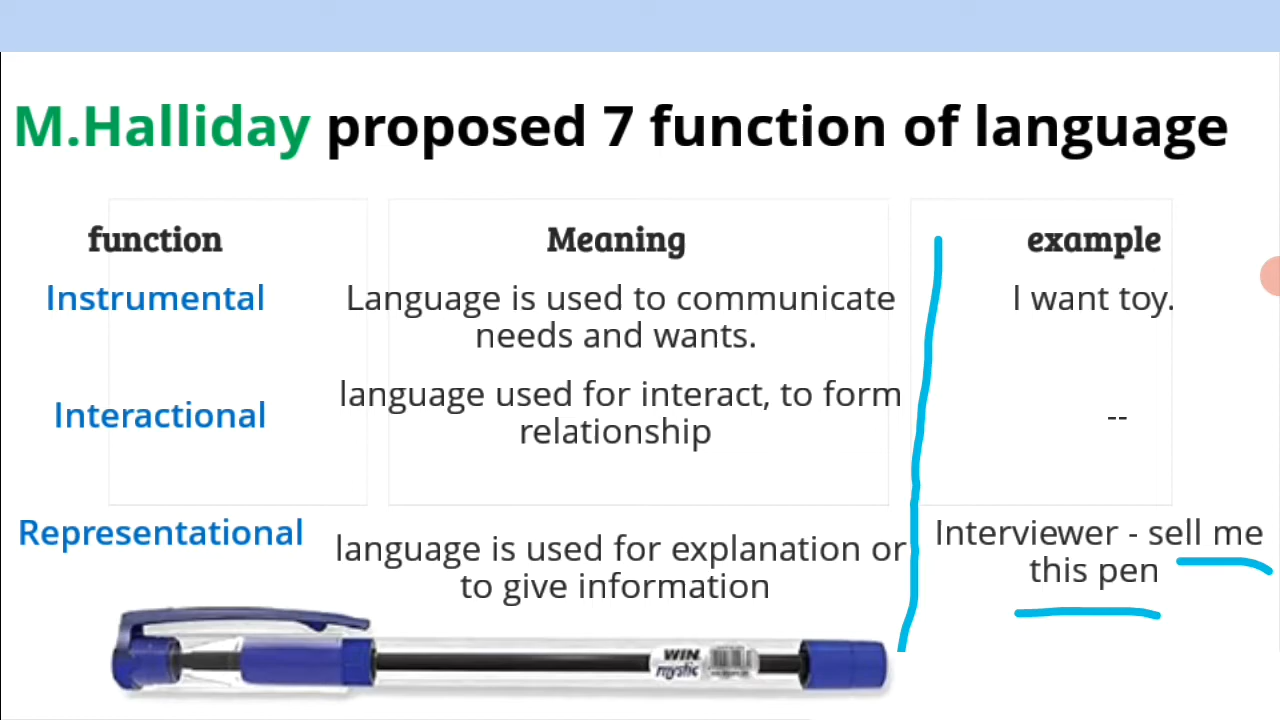 M.Halliday proposed 7 function of language
function Meaning example
Instrumental
Language is used to communicate
needs and wants.
I want toy.
Interactional
language used for interact, to form
relationship
--
Representational
language is used for explanation or
to give information
Interviewer - sell me
this pen
WIN
mystic